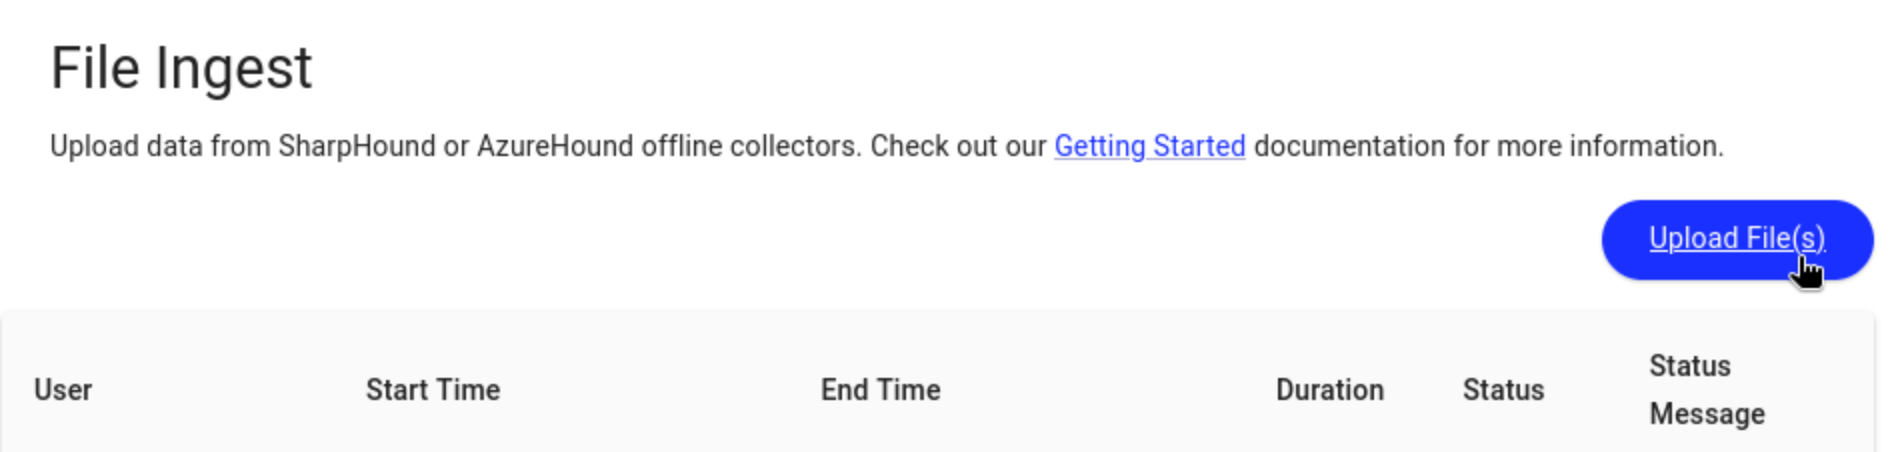 File Ingest
Upload data from SharpHound or AzureHound offline collectors. Check out our Getting Started documentation for more information.
Upload File(s)
User Start Time End Time Duration Status Status Message